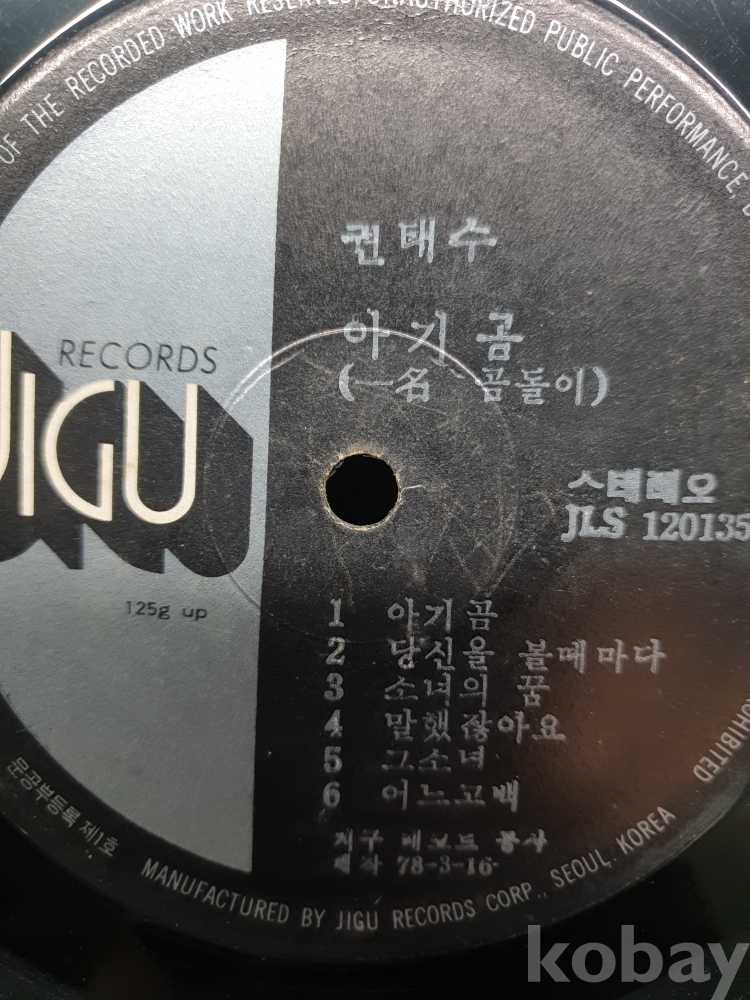 OF THE RECORDED WORK RESERVED, UNAUTHORIZED PUBLIC PERFORMANCE,
권태수
아기곰
(一名 곰돌이)
RECORDS
JIGU
125g up
스테레오
JLS 120135
1 아기곰
2 당신을 볼때마다
3 소녀의 꿈
4 말했잖아요
5 그소녀
6 어느고백
지구 레코드 공사
제작 78-3-16
문공부등록 제1호
MANUFACTURED BY JIGU RECORDS CORP., SEOUL KOREA
kobay